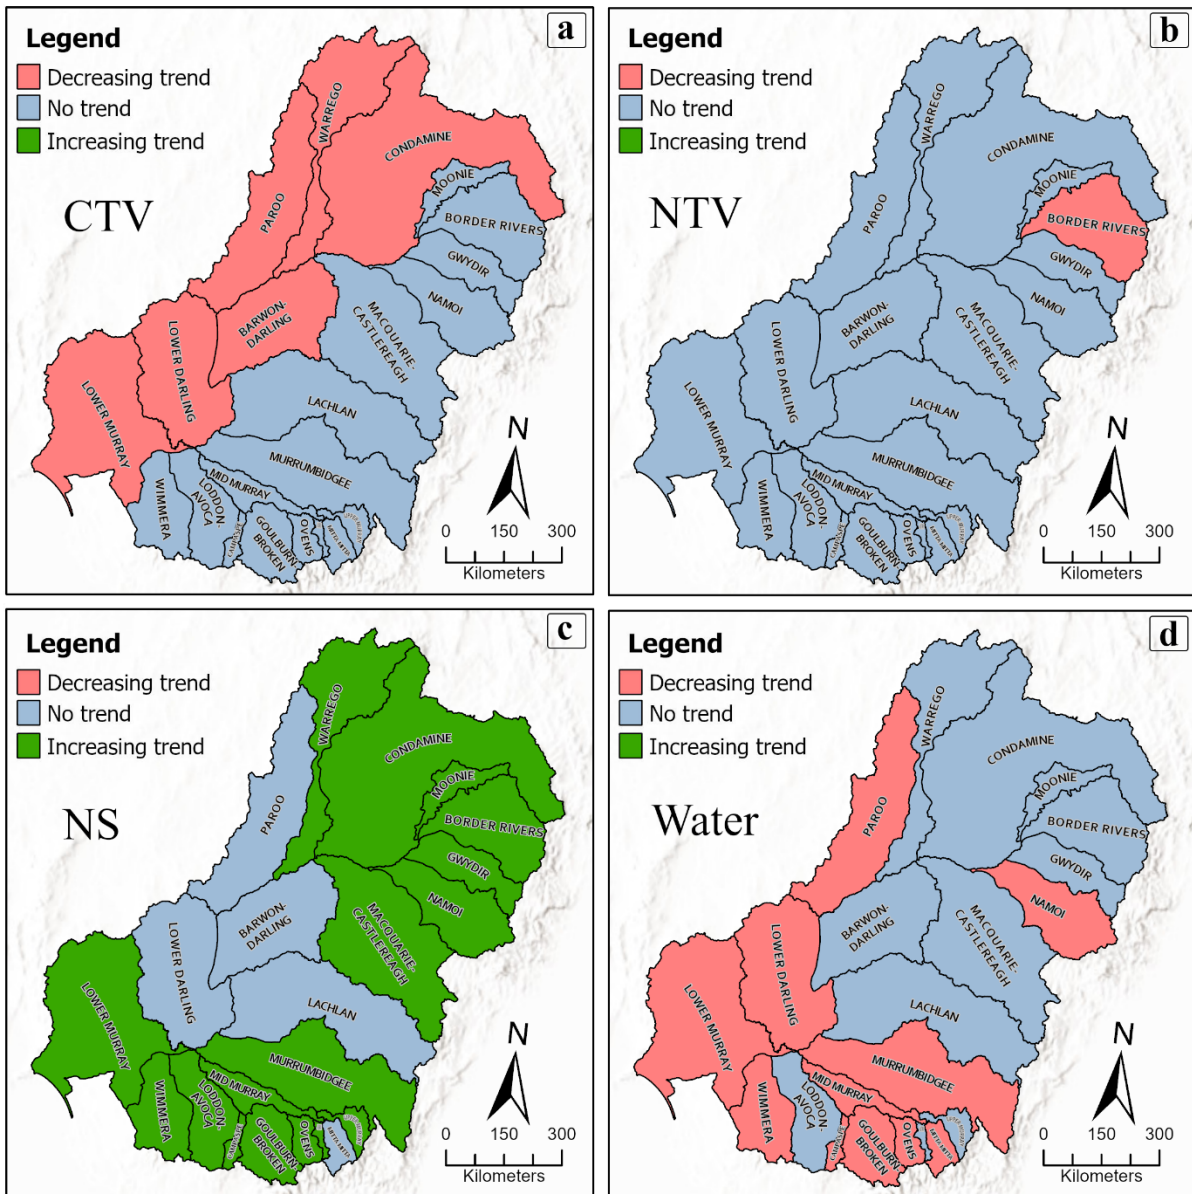 Legend
a
Decreasing trend
No trend
Increasing trend
CTV
WARREGO
CONDAMINE
PAROO
MOONIE
BORDER RIVERS
GWYDIR
NAMOI
BARWON-
DARLING
MACQUARIE-
CASTLEREAGH
LOWER DARLING
LOWER MURRAY
LACHLAN
MURRUMBIDGEE
MID MURRAY
WIMMERA
LODDON-
AVOCA
CAMPASPE
GOULBURN-
BROKEN
OVENS
N
0 150 300
Kilometers
Legend
b
Decreasing trend
No trend
Increasing trend
NTV
WARREGO
CONDAMINE
PAROO
MOONIE
BORDER RIVERS
GWYDIR
NAMOI
BARWON-
DARLING
MACQUARIE-
CASTLEREAGH
LOWER DARLING
LOWER MURRAY
LACHLAN
MURRUMBIDGEE
MID MURRAY
WIMMERA
LODDON-
AVOCA
CAMPASPE
GOULBURN-
BROKEN
OVENS
N
0 150 300
Kilometers
Legend
c
Decreasing trend
No trend
Increasing trend
NS
WARREGO
CONDAMINE
PAROO
MOONIE
BORDER RIVERS
GWYDIR
NAMOI
BARWON-
DARLING
MACQUARIE-
CASTLEREAGH
LOWER DARLING
LOWER MURRAY
LACHLAN
MURRUMBIDGEE
MID MURRAY
WIMMERA
LODDON-
AVOCA
CAMPASPE
GOULBURN-
BROKEN
OVENS
N
0 150 300
Kilometers
Legend
d
Decreasing trend
No trend
Increasing trend
Water
WARREGO
CONDAMINE
PAROO
MOONIE
BORDER RIVERS
GWYDIR
NAMOI
BARWON-
DARLING
MACQUARIE-
CASTLEREAGH
LOWER DARLING
LOWER MURRAY
LACHLAN
MURRUMBIDGEE
MID MURRAY
WIMMERA
LODDON-
AVOCA
CAMPASPE
GOULBURN-
BROKEN
OVENS
N
0 150 300
Kilometers